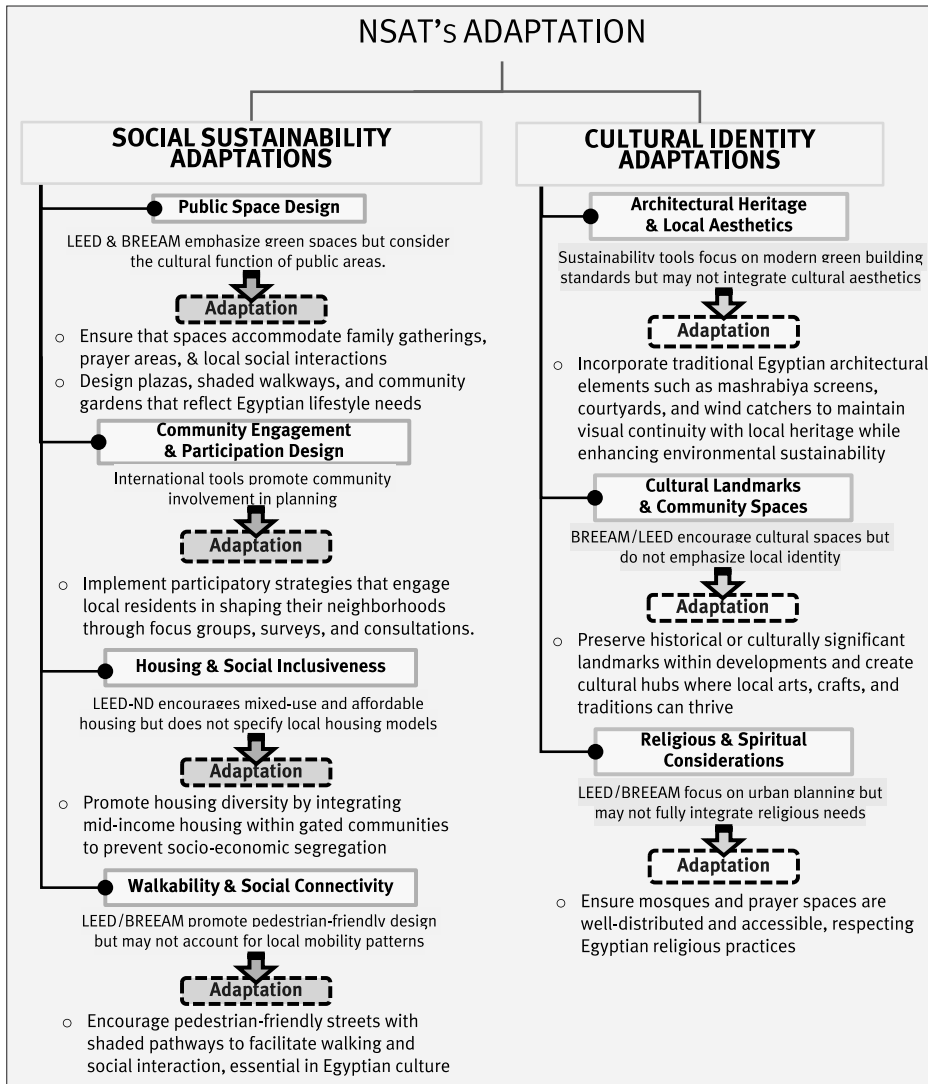 NSAT's ADAPTATION
SOCIAL SUSTAINABILITY
ADAPTATIONS
Public Space Design
LEED & BREEAM emphasize green spaces but consider
the cultural function of public areas.
Adaptation
○ Ensure that spaces accommodate family gatherings,
prayer areas, & local social interactions
○ Design plazas, shaded walkways, and community
gardens that reflect Egyptian lifestyle needs
Community Engagement
& Participation Design
International tools promote community
involvement in planning
Adaptation
○ Implement participatory strategies that engage
local residents in shaping their neighborhoods
through focus groups, surveys, and consultations.
Housing & Social Inclusiveness
LEED-ND encourages mixed-use and affordable
housing but does not specify local housing models
Adaptation
○ Promote housing diversity by integrating
mid-income housing within gated communities
to prevent socio-economic segregation
Walkability & Social Connectivity
LEED/BREEAM promote pedestrian-friendly design
but may not account for local mobility patterns
Adaptation
○ Encourage pedestrian-friendly streets with
shaded pathways to facilitate walking and
social interaction, essential in Egyptian culture
CULTURAL IDENTITY
ADAPTATIONS
Architectural Heritage
& Local Aesthetics
Sustainability tools focus on modern green building
standards but may not integrate cultural aesthetics
Adaptation
○ Incorporate traditional Egyptian architectural
elements such as mashrabiya screens,
courtyards, and wind catchers to maintain
visual continuity with local heritage while
enhancing environmental sustainability
Cultural Landmarks
& Community Spaces
BREEAM/LEED encourage cultural spaces but
do not emphasize local identity
Adaptation
○ Preserve historical or culturally significant
landmarks within developments and create
cultural hubs where local arts, crafts, and
traditions can thrive
Religious & Spiritual
Considerations
LEED/BREEAM focus on urban planning but
may not fully integrate religious needs
Adaptation
○ Ensure mosques and prayer spaces are
well-distributed and accessible, respecting
Egyptian religious practices